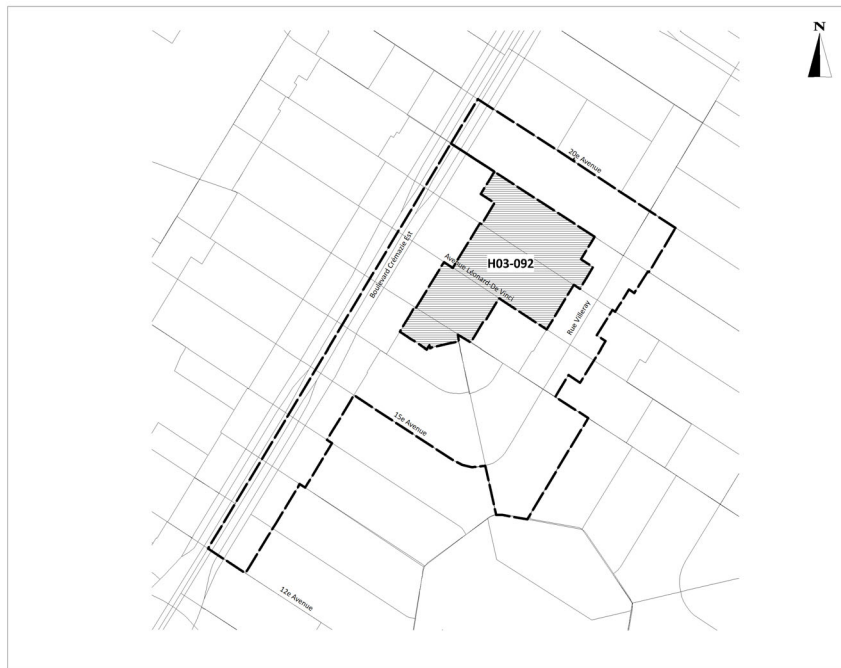 N
20e Avenue
Boulevard Crémazie Est
H03-092
Avenue Léonard-De Vinci
Rue Villeray
15e Avenue
12e Avenue